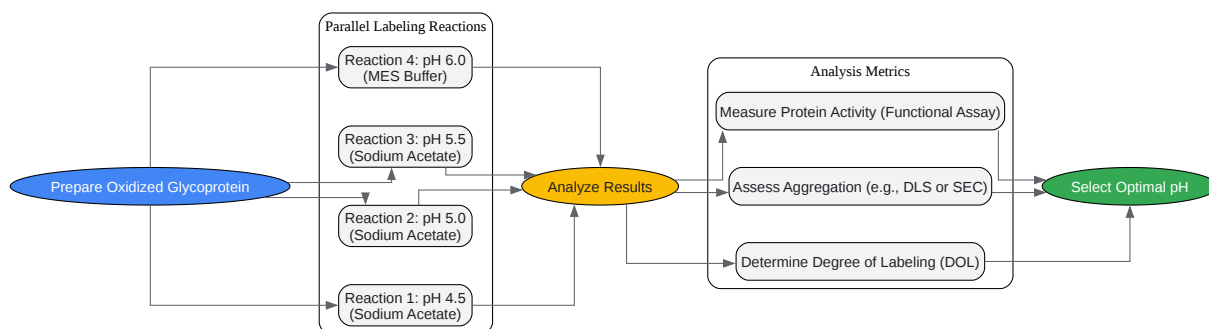 Parallel Labeling Reactions
Reaction 4: pH 6.0
(MES Buffer)
Reaction 3: pH 5.5
(Sodium Acetate)
Prepare Oxidized Glycoprotein
Reaction 2: pH 5.0
(Sodium Acetate)
Reaction 1: pH 4.5
(Sodium Acetate)
Analyze Results
Analysis Metrics
Measure Protein Activity (Functional Assay)
Assess Aggregation (e.g., DLS or SEC)
Determine Degree of Labeling (DOL)
Select Optimal pH